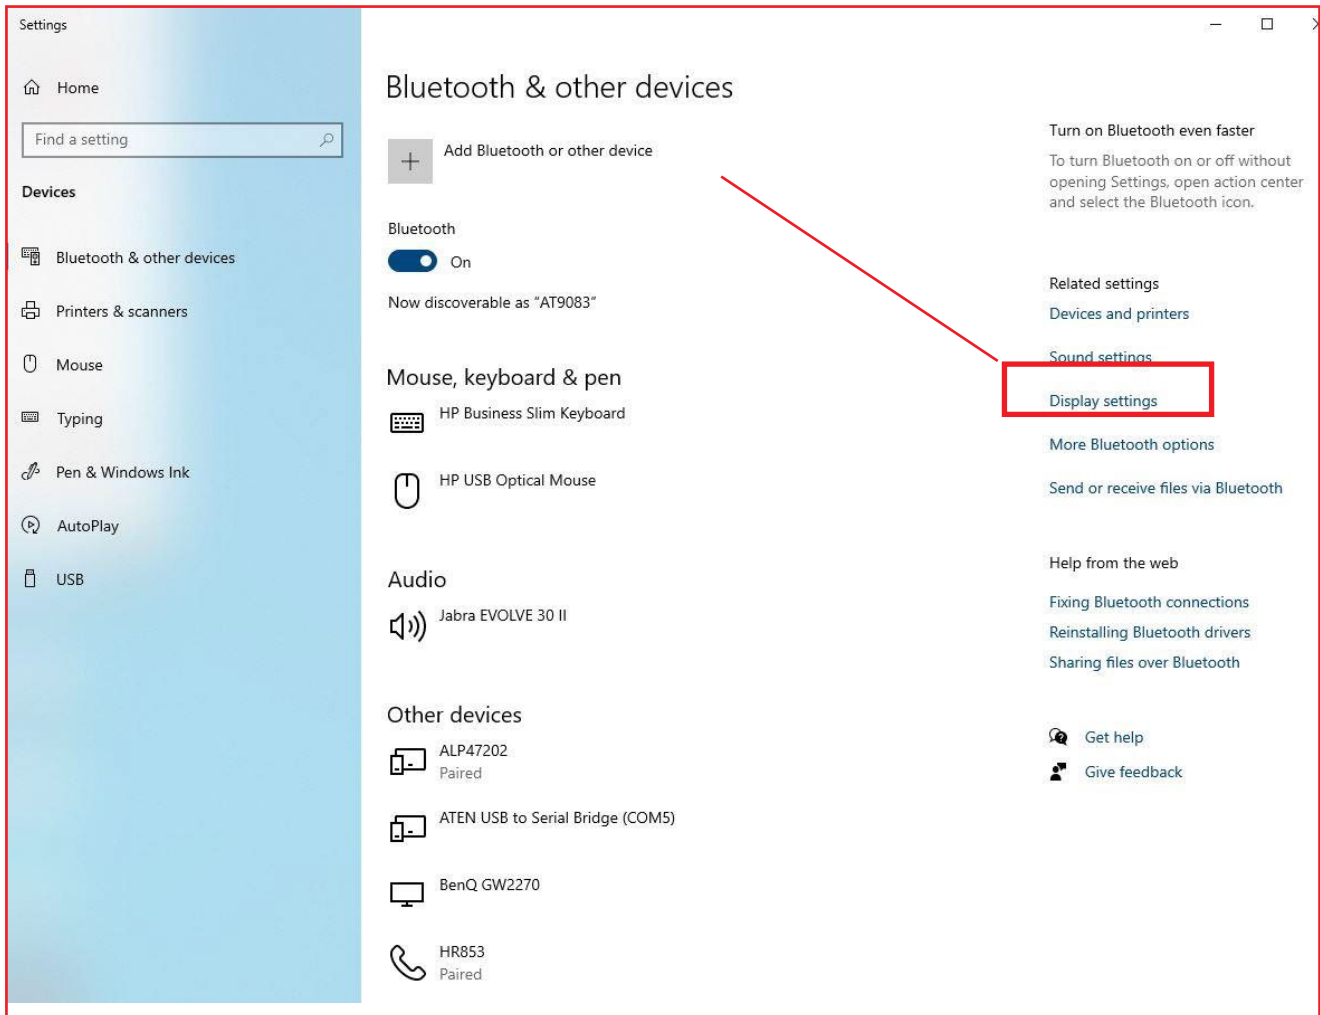 Settings
Home
Find a setting
Devices
Bluetooth & other devices
Printers & scanners
Mouse
Typing
Pen & Windows Ink
AutoPlay
USB
Bluetooth & other devices
Add Bluetooth or other device
Bluetooth
On
Now discoverable as “AT9083”
Mouse, keyboard & pen
HP Business Slim Keyboard
HP USB Optical Mouse
Audio
Jabra EVOLVE 30 II
Other devices
ALP47202
Paired
ATEN USB to Serial Bridge (COM5)
BenQ GW2270
HR853
Paired
Turn on Bluetooth even faster
To turn Bluetooth on or off without
opening Settings, open action center
and select the Bluetooth icon.
Related settings
Devices and printers
Sound settings
Display settings
More Bluetooth options
Send or receive files via Bluetooth
Help from the web
Fixing Bluetooth connections
Reinstalling Bluetooth drivers
Sharing files over Bluetooth
Get help
Give feedback